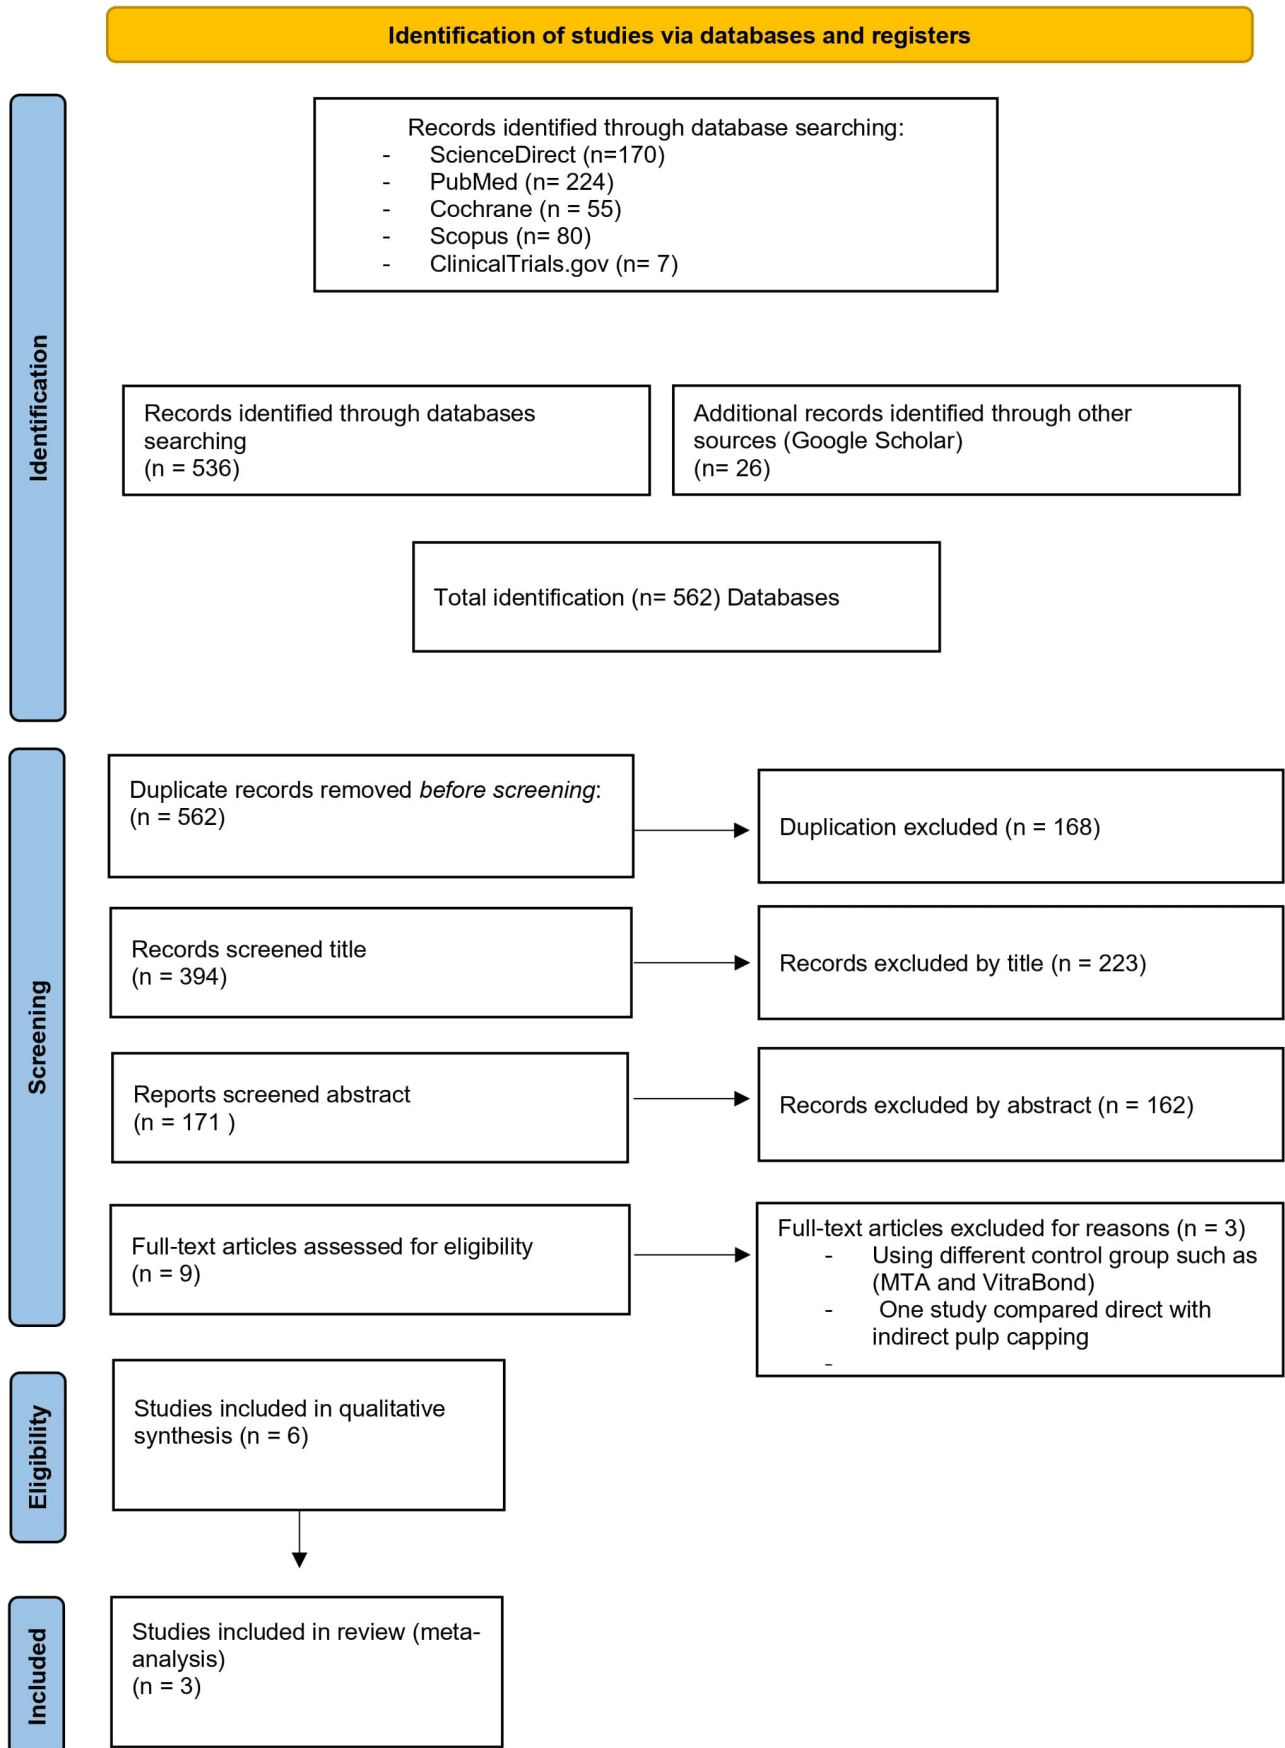 Identification of studies via databases and registers
Identification
Records identified through database searching:
- ScienceDirect (n=170)
- PubMed (n= 224)
- Cochrane (n = 55)
- Scopus (n= 80)
- ClinicalTrials.gov (n= 7)
Records identified through databases
searching
(n = 536)
Additional records identified through other
sources (Google Scholar)
(n= 26)
Total identification (n= 562) Databases
Screening
Duplicate records removed before screening:
(n = 562)
Duplication excluded (n = 168)
Records screened title
(n = 394)
Records excluded by title (n = 223)
Reports screened abstract
(n = 171 )
Records excluded by abstract (n = 162)
Full-text articles assessed for eligibility
(n = 9)
Full-text articles excluded for reasons (n = 3)
- Using different control group such as
(MTA and VitraBond)
- One study compared direct with
indirect pulp capping
-
Eligibility
Studies included in qualitative
synthesis (n = 6)
Included
Studies included in review (meta-
analysis)
(n = 3)